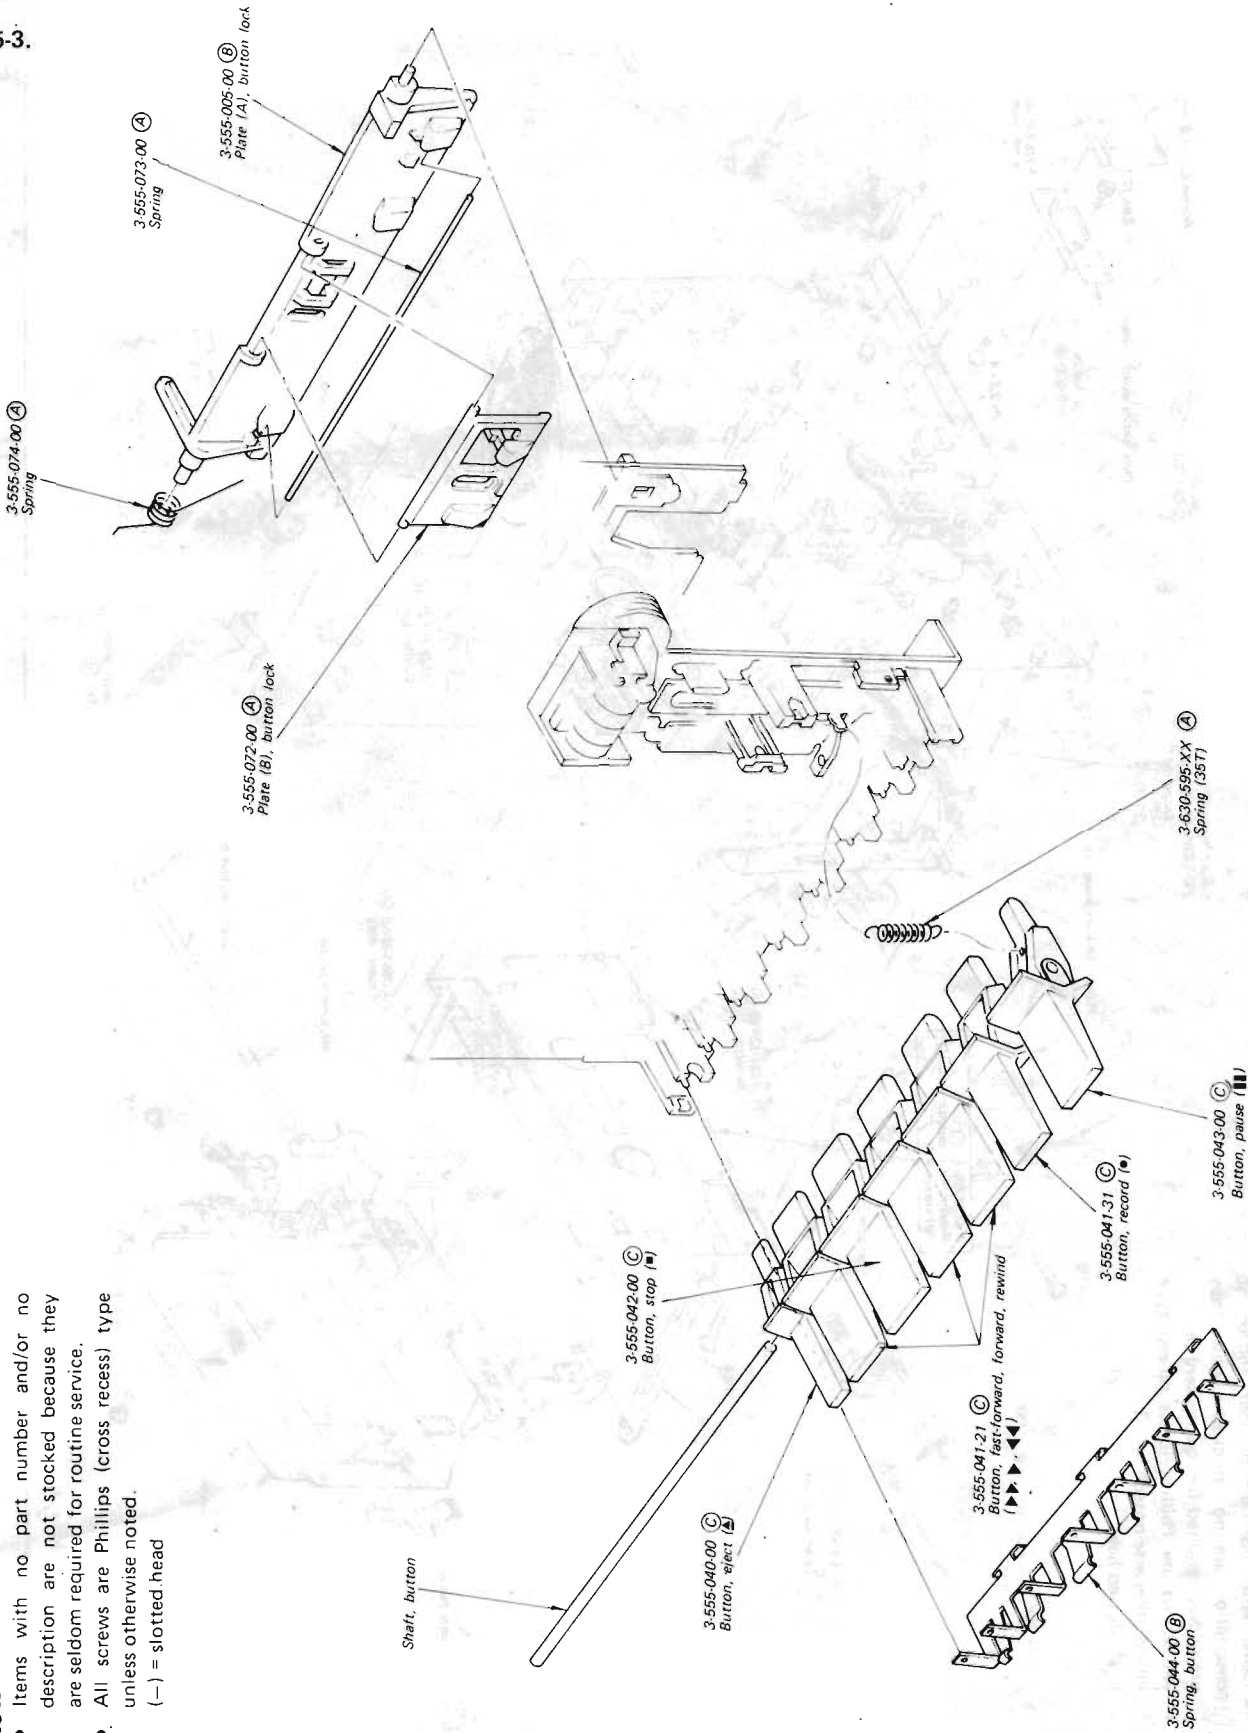 5-3.
• Items with no part number and/or no
description are not stocked because they
are seldom required for routine service.
• All screws are Phillips (cross recess) type
unless otherwise noted.
(—) = slotted head
3-555-074-00 Ⓐ
Spring
3-555-073-00 Ⓐ
Spring
3-555-005-00 Ⓑ
Plate (A), button lock
3-555-072-00 Ⓐ
Plate (B), button lock
Shaft, button
3-555-042-00 Ⓒ
Button, stop (■)
3-630-595-XX Ⓐ
Spring (35T)
3-555-040-00 Ⓒ
Button, eject (⏏)
3-555-041-21 Ⓒ
Button, fast-forward, forward, rewind
(▶▶, ▶, ◀◀)
3-555-041-31 Ⓒ
Button, record (●)
3-555-043-00 Ⓒ
Button, pause (▮▮)
3-555-044-00 Ⓑ
Spring, button